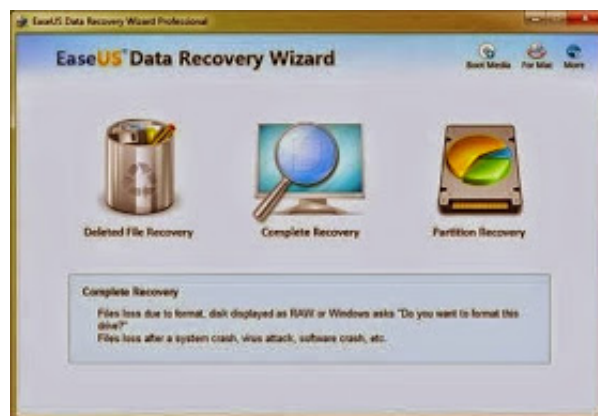 EaseUS Data Recovery Wizard Professional
EaseUS Data Recovery Wizard
Boot Media For Mac More
Deleted File Recovery Complete Recovery Partition Recovery
Complete Recovery
Files loss due to format, disk displayed as RAW or Windows asks "Do you want to format this
drive?"
Files loss after a system crash, virus attack, software crash, etc.